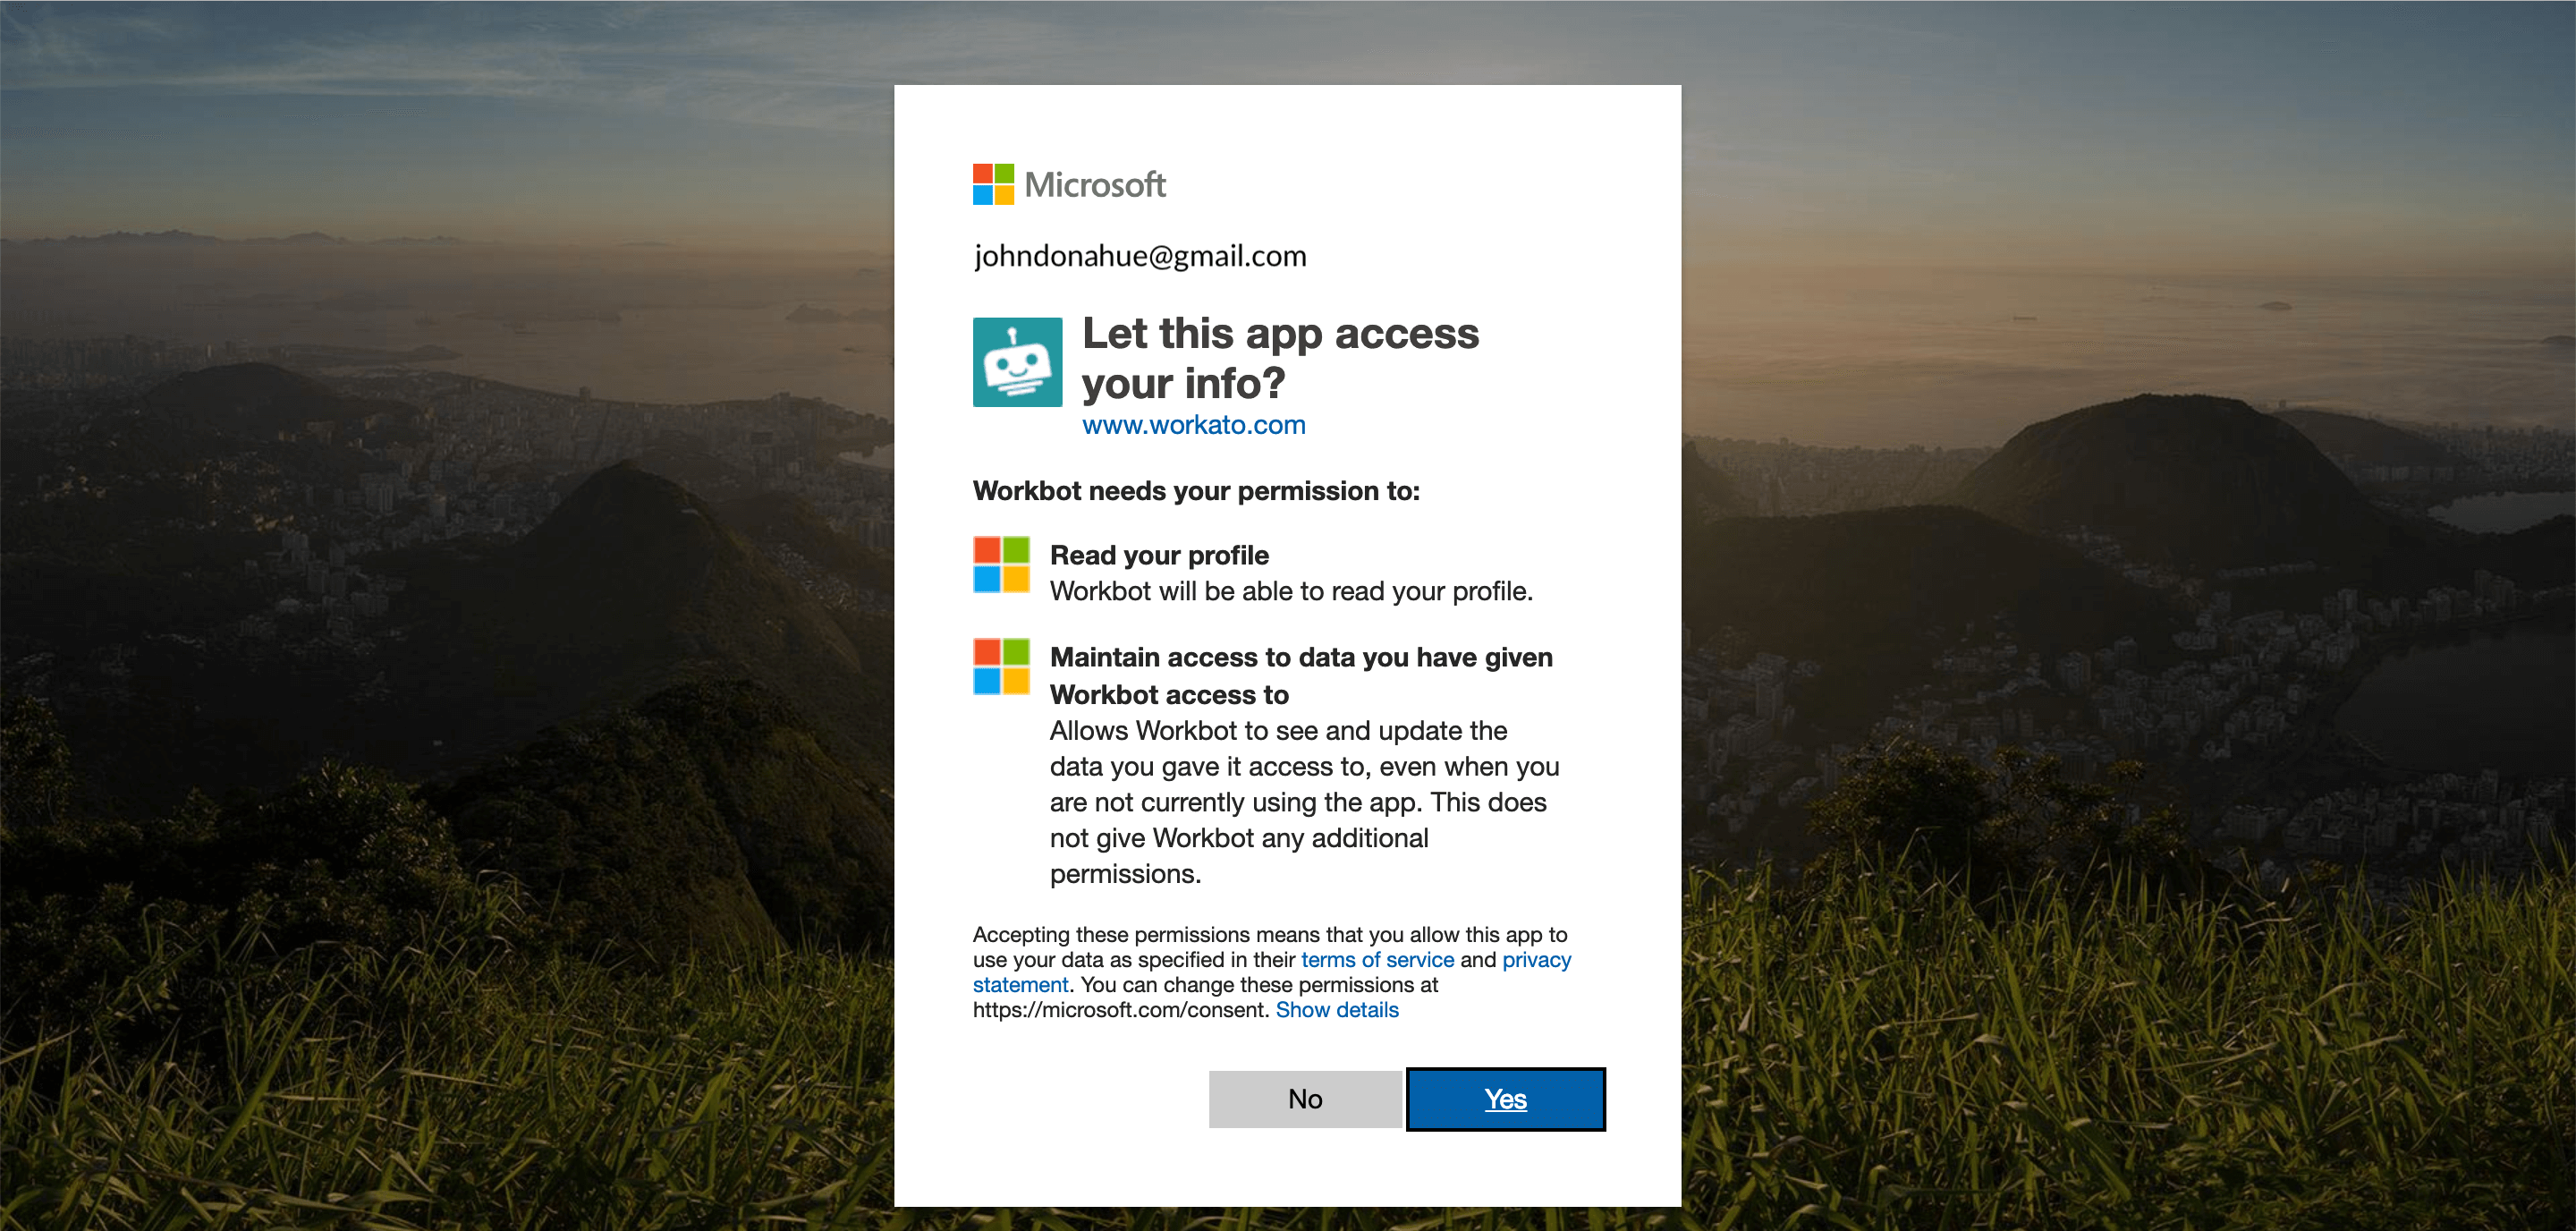 Microsoft
johndonahue@gmail.com
Let this app access
your info?
www.workato.com
Workbot needs your permission to:
Read your profile
Workbot will be able to read your profile.
Maintain access to data you have given
Workbot access to
Allows Workbot to see and update the
data you gave it access to, even when you
are not currently using the app. This does
not give Workbot any additional
permissions.
Accepting these permissions means that you allow this app to
use your data as specified in their terms of service and privacy
statement. You can change these permissions at
https://microsoft.com/consent. Show details
No
Yes